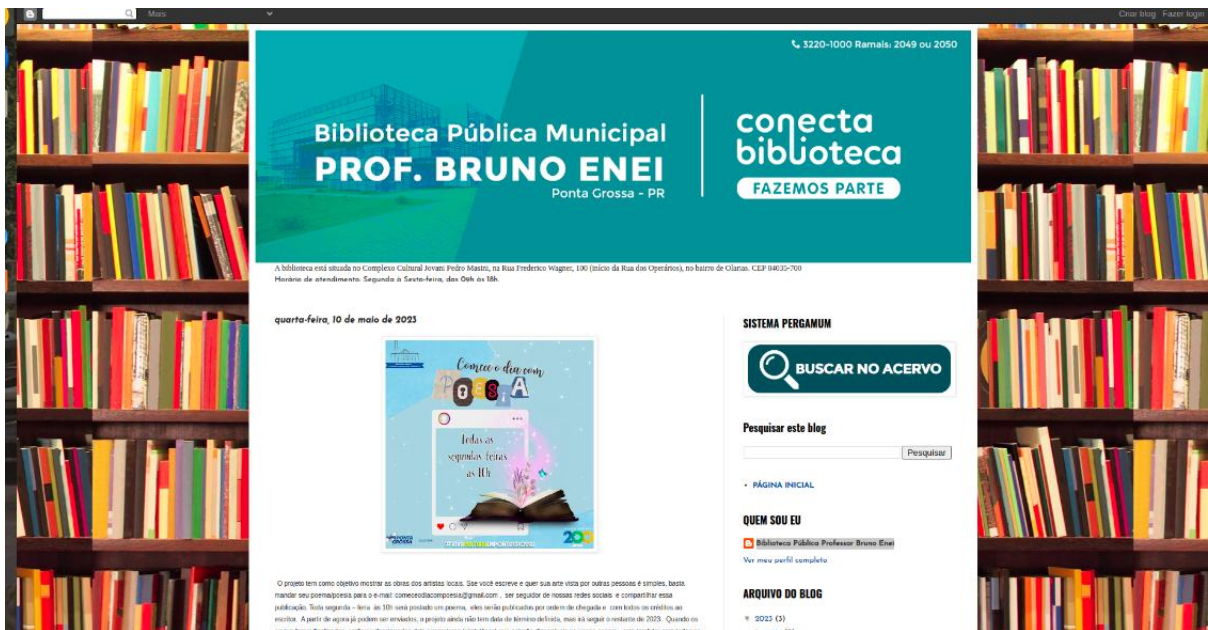 Mais
Criar blog Fazer login
3220-1000 Ramais: 2049 ou 2050
Biblioteca Pública Municipal
PROF. BRUNO ENEI
Ponta Grossa - PR
conecta
biblioteca
FAZEMOS PARTE
A biblioteca está situada no Complexo Cultural Jovani Pedro Masini, na Rua Frederico Wagner, 100 (início da Rua dos Operários), no bairro de Olarias. CEP 84035-700
Horário de atendimento: Segunda à Sexta-feira, das 09h às 18h.
quarta-feira, 10 de maio de 2023
Comece o dia com
POESIA
Todas as
segundas-feiras
às 10h
PONTA
GROSSA
200
O projeto tem como objetivo mostrar as obras dos artistas locais. Sse você escreve e quer sua arte vista por outras pessoas é simples, basta
mandar seu poema/poesia para o e-mail: comeceodiacompoesia@gmail.com , ser seguidor de nossas redes sociais e compartilhar essa
publicação. Toda segunda – feira às 10h será postado um poema, eles serão publicados por ordem de chegada e com todos os créditos ao
escritor. A partir de agora já podem ser enviados, o projeto ainda não tem data de término definida, mas irá seguir o restante de 2023. Quando os
SISTEMA PERGAMUM
BUSCAR NO ACERVO
Pesquisar este blog
Pesquisar
PÁGINA INICIAL
QUEM SOU EU
Biblioteca Pública Professor Bruno Enei
Ver meu perfil completo
ARQUIVO DO BLOG
▼ 2023 (3)